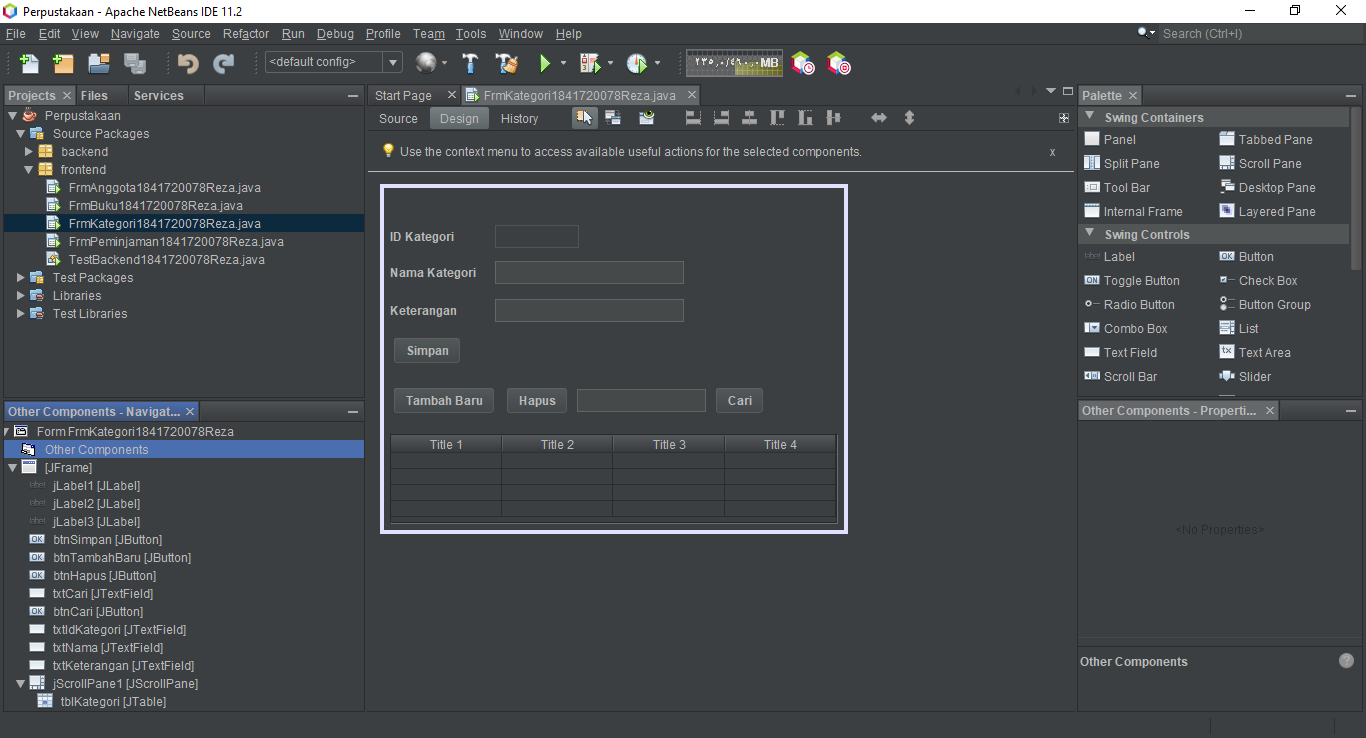 Perpustakaan - Apache NetBeans IDE 11.2
File Edit View Navigate Source Refactor Run Debug Profile Team Tools Window Help
Search (Ctrl+I)
<default config>
MB
Projects Files Services
Perpustakaan
Source Packages
backend
frontend
FrmAnggota1841720078Reza.java
FrmBuku1841720078Reza.java
FrmKategori1841720078Reza.java
FrmPeminjaman1841720078Reza.java
TestBackend1841720078Reza.java
Test Packages
Libraries
Test Libraries
Other Components - Navigat...
Form FrmKategori1841720078Reza
Other Components
[JFrame]
jLabel1 [JLabel]
jLabel2 [JLabel]
jLabel3 [JLabel]
btnSimpan [JButton]
btnTambahBaru [JButton]
btnHapus [JButton]
txtCari [JTextField]
btnCari [JButton]
txtIdKategori [JTextField]
txtNama [JTextField]
txtKeterangan [JTextField]
jScrollPane1 [JScrollPane]
tblKategori [JTable]
Start Page FrmKategori1841720078Reza.java
Source Design History
Use the context menu to access available useful actions for the selected components. x
ID Kategori
Nama Kategori
Keterangan
Simpan
Tambah Baru Hapus Cari
Title 1 Title 2 Title 3 Title 4
Palette
Swing Containers
Panel Tabbed Pane
Split Pane Scroll Pane
Tool Bar Desktop Pane
Internal Frame Layered Pane
Swing Controls
label Label OK Button
ON Toggle Button Check Box
Radio Button Button Group
Combo Box List
Text Field tx Text Area
Scroll Bar Slider
Other Components - Properti...
<No Properties>
Other Components
?